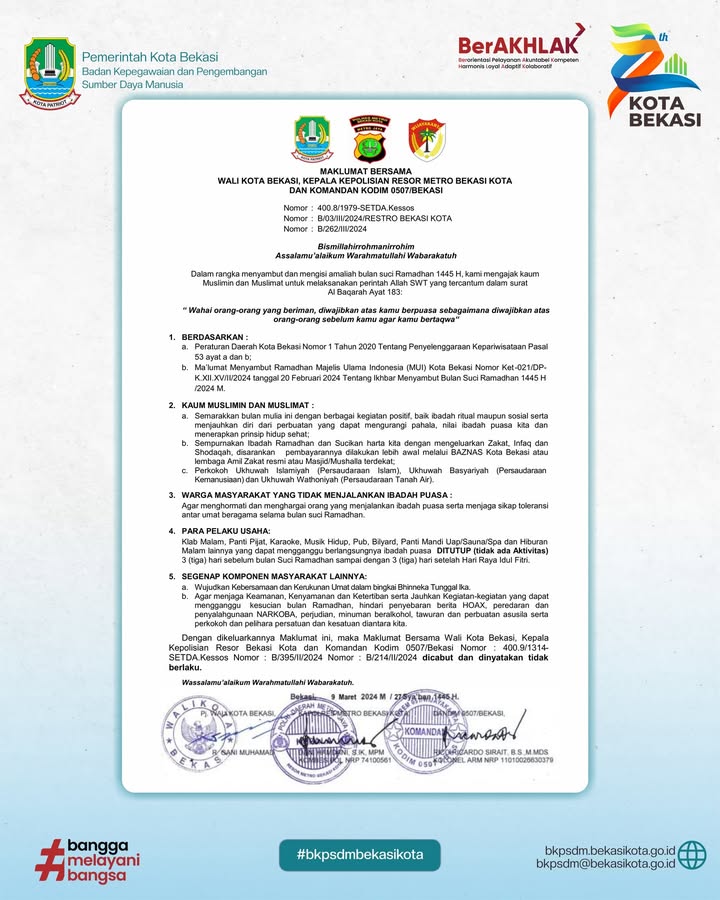 Pemerintah Kota Bekasi
Badan Kepegawaian dan Pengembangan
Sumber Daya Manusia
KOTA PATRIOT
BerAKHLAK
Berorientasi Pelayanan Akuntabel Kompeten
Harmonis Loyal Adaptif Kolaboratif
th
KOTA
BEKASI
MAKLUMAT BERSAMA
WALI KOTA BEKASI, KEPALA KEPOLISIAN RESOR METRO BEKASI KOTA
DAN KOMANDAN KODIM 0507/BEKASI
Nomor : 400.8/1979-SETDA.Kessos
Nomor : B/03/III/2024/RESTRO BEKASI KOTA
Nomor : B/262/III/2024
Bismillahirrohmanirrohim
Assalamu'alaikum Warahmatullahi Wabarakatuh
Dalam rangka menyambut dan mengisi amaliah bulan suci Ramadhan 1445 H, kami mengajak kaum
Muslimin dan Muslimat untuk melaksanakan perintah Allah SWT yang tercantum dalam surat
Al Baqarah Ayat 183:
“ Wahai orang-orang yang beriman, diwajibkan atas kamu berpuasa sebagaimana diwajibkan atas
orang-orang sebelum kamu agar kamu bertaqwa“
1. BERDASARKAN :
a. Peraturan Daerah Kota Bekasi Nomor 1 Tahun 2020 Tentang Penyelenggaraan Kepariwisataan Pasal
53 ayat a dan b;
b. Ma'lumat Menyambut Ramadhan Majelis Ulama Indonesia (MUI) Kota Bekasi Nomor Ket-021/DP-
K.XII.XV/II/2024 tanggal 20 Februari 2024 Tentang Ikhbar Menyambut Bulan Suci Ramadhan 1445 H
/2024 M.
2. KAUM MUSLIMIN DAN MUSLIMAT :
a. Semarakkan bulan mulia ini dengan berbagai kegiatan positif, baik ibadah ritual maupun sosial serta
menjauhkan diri dari perbuatan yang dapat mengurangi pahala, nilai ibadah puasa kita dan
menerapkan prinsip hidup sehat;
b. Sempurnakan Ibadah Ramadhan dan Sucikan harta kita dengan mengeluarkan Zakat, Infaq dan
Shodaqah, disarankan pembayarannya dilakukan lebih awal melalui BAZNAS Kota Bekasi atau
lembaga Amil Zakat resmi atau Masjid/Mushalla terdekat;
c. Perkokoh Ukhuwah Islamiyah (Persaudaraan Islam), Ukhuwah Basyariyah (Persaudaraan
Kemanusiaan) dan Ukhuwah Wathoniyah (Persaudaraan Tanah Air).
3. WARGA MASYARAKAT YANG TIDAK MENJALANKAN IBADAH PUASA :
Agar menghormati dan menghargai orang yang menjalankan ibadah puasa serta menjaga sikap toleransi
antar umat beragama selama bulan suci Ramadhan.
4. PARA PELAKU USAHA:
Klab Malam, Panti Pijat, Karaoke, Musik Hidup, Pub, Bilyard, Panti Mandi Uap/Sauna/Spa dan Hiburan
Malam lainnya yang dapat mengganggu berlangsungnya ibadah puasa DITUTUP (tidak ada Aktivitas)
3 (tiga) hari sebelum bulan Suci Ramadhan sampai dengan 3 (tiga) hari setelah Hari Raya Idul Fitri.
5. SEGENAP KOMPONEN MASYARAKAT LAINNYA:
a. Wujudkan Kebersamaan dan Kerukunan Umat dalam bingkai Bhinneka Tunggal Ika.
b. Agar menjaga Keamanan, Kenyamanan dan Ketertiban serta Jauhkan Kegiatan-kegiatan yang dapat
mengganggu kesucian bulan Ramadhan, hindari penyebaran berita HOAX, peredaran dan
penyalahgunaan NARKOBA, perjudian, minuman beralkohol, tawuran dan perbuatan asusila serta
perkokoh dan pelihara persatuan dan kesatuan diantara kita.
Dengan dikeluarkannya Maklumat ini, maka Maklumat Bersama Wali Kota Bekasi, Kepala
Kepolisian Resor Bekasi Kota dan Komandan Kodim 0507/Bekasi Nomor : 400.9/1314-
SETDA.Kessos Nomor : B/395/II/2024 Nomor : B/214/II/2024 dicabut dan dinyatakan tidak
berlaku.
Wassalamu'alaikum Warahmatullahi Wabarakatuh.
Bekasi, 9 Maret 2024 M / 27 Sya'ban 1445 H.
Pj. WALI KOTA BEKASI,
METRO BEKASI KOTA
DANDIM 0507/BEKASI,
WALIKOTA
BEKASI
KOMANDAN
R. GANI MUHAMAD
S.IK, MPM
NRP 74100561
RICARDO SIRAIT. B.S.,M.MDS
KOLONEL ARM NRP 11010026630379
#bangga
melayani
bangsa
#bkpsdmbekasikota
bkpsdm.bekasikota.go.id
bkpsdm@bekasikota.go.id